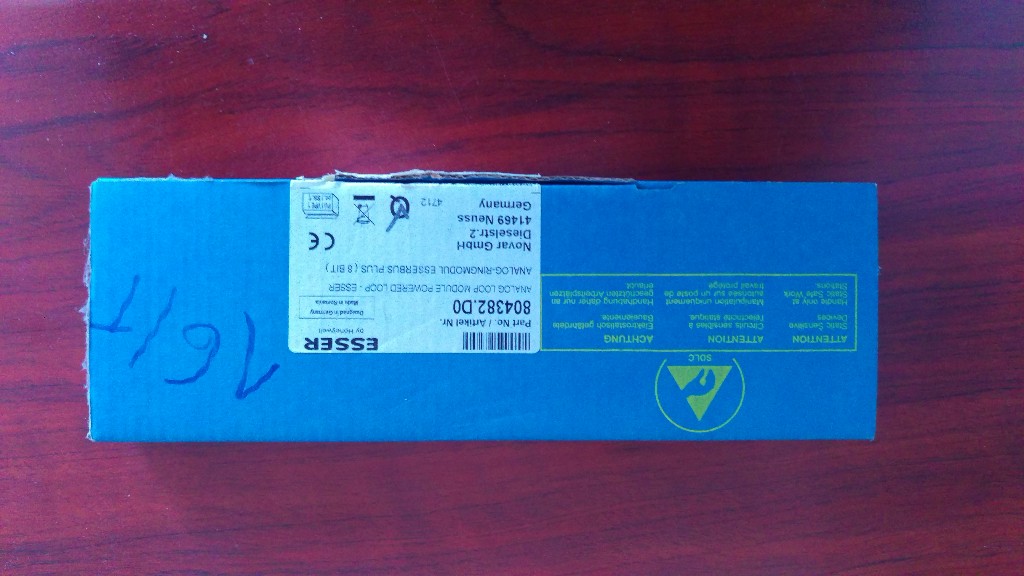 ESSER
by Honeywell
Part No. / Artikel Nr.
804382.D0
Designed in Germany
Made in Romania
ANALOG LOOP MODULE POWERED LOOP - ESSER
ANALOG-RINGMODUL ESSERBUS PLUS ( 8 BIT )
Novar GmbH
Dieselstr.2
41469 Neuss
Germany
CE
4712
SDLC
ATTENTION
Static Sensitive
Devices
Handle only at
Static Safe Work
Stations
ATTENTION
Circuits sensibles à
l'électricité statique
Manipulation uniquement
autorisée sur un poste de
travail protégé
ACHTUNG
Elektrostatisch gefährdete
Bauelemente
Handhabung daher nur an
geschützten Arbeitsplätzen
erlaubt